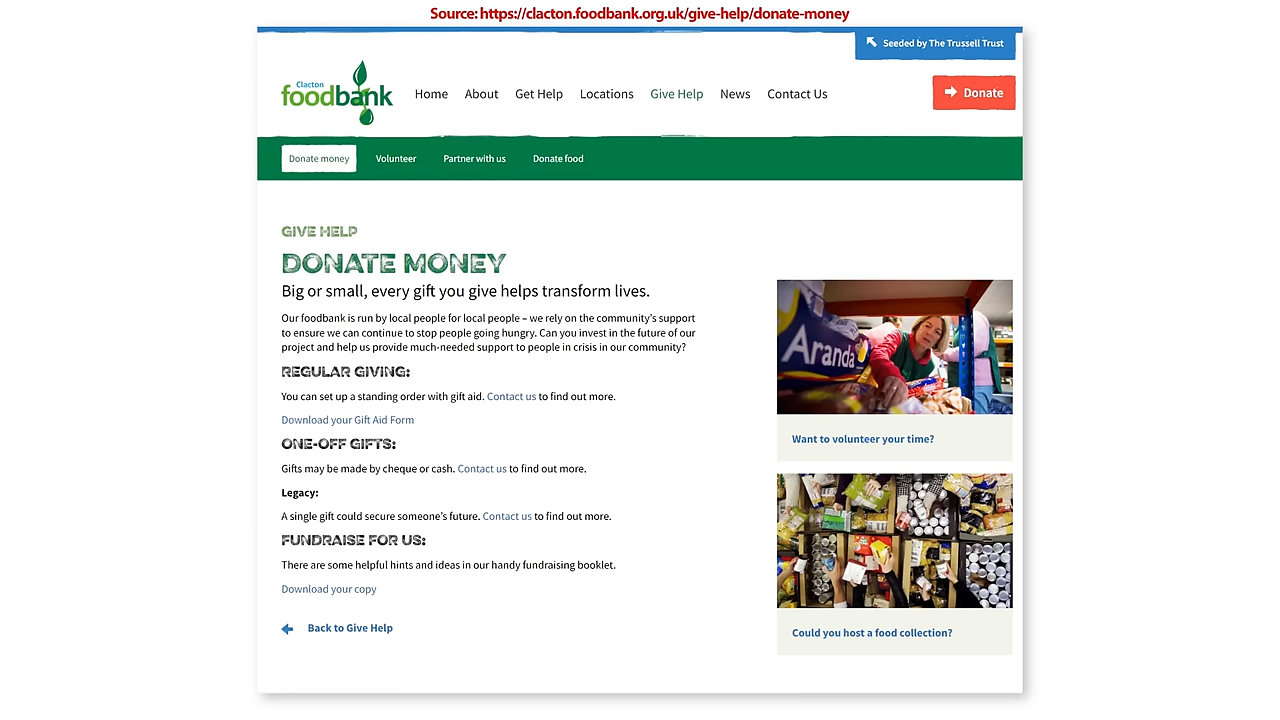 Source: https://clacton.foodbank.org.uk/give-help/donate-money
Seeded by The Trussell Trust
Clacton
foodbank
Home About Get Help Locations Give Help News Contact Us
Donate
Donate money Volunteer Partner with us Donate food
GIVE HELP
DONATE MONEY
Big or small, every gift you give helps transform lives.
Our foodbank is run by local people for local people – we rely on the community's support
to ensure we can continue to stop people going hungry. Can you invest in the future of our
project and help us provide much-needed support to people in crisis in our community?
REGULAR GIVING:
You can set up a standing order with gift aid. Contact us to find out more.
Download your Gift Aid Form
ONE-OFF GIFTS:
Gifts may be made by cheque or cash. Contact us to find out more.
Legacy:
A single gift could secure someone's future. Contact us to find out more.
FUNDRAISE FOR US:
There are some helpful hints and ideas in our handy fundraising booklet.
Download your copy
Back to Give Help
Aranda
Want to volunteer your time?
Could you host a food collection?